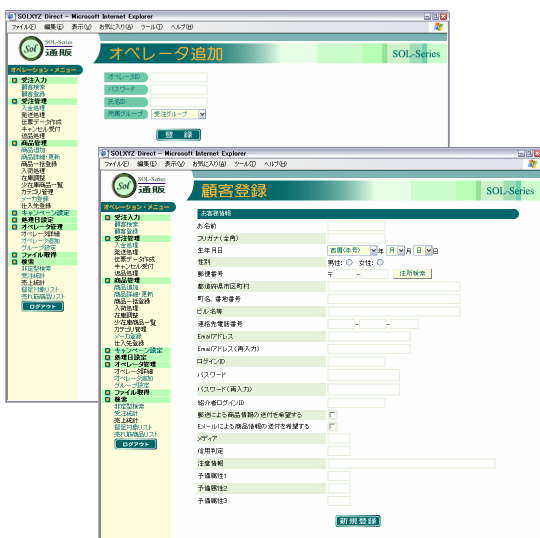 SOLXYZ Direct - Microsoft Internet Explorer
ファイル(F) 編集(E) 表示(V) お気に入り(A) ツール(T) ヘルプ(H)
Sol
SOL-Series
通販
オペレータ追加
SOL-Series
オペレーション・メニュー
受注入力
顧客検索
顧客登録
受注管理
入金処理
発送処理
伝票データ作成
キャンセル受付
返品処理
商品管理
商品追加
商品詳細・更新
商品一括登録
入荷処理
在庫調整
少在庫商品一覧
カテゴリ管理
メーカ登録
仕入先登録
キャンペーン設定
処理日設定
オペレータ管理
オペレータ詳細
オペレータ追加
グループ設定
ファイル取得
検索
非定型検索
受注統計
売上統計
督促対象リスト
売れ筋商品リスト
ログアウト
オペレータID
パスワード
氏名ID
所属グループ 受注グループ
登 録
SOLXYZ Direct - Microsoft Internet Explorer
ファイル(F) 編集(E) 表示(V) お気に入り(A) ツール(T) ヘルプ(H)
Sol
SOL-Series
通販
顧客登録
SOL-Series
オペレーション・メニュー
受注入力
顧客検索
顧客登録
受注管理
入金処理
発送処理
伝票データ作成
キャンセル受付
返品処理
商品管理
商品追加
商品詳細・更新
商品一括登録
入荷処理
在庫調整
少在庫商品一覧
カテゴリ管理
メーカ登録
仕入先登録
キャンペーン設定
処理日設定
オペレータ管理
オペレータ詳細
オペレータ追加
グループ設定
ファイル取得
検索
非定型検索
受注統計
売上統計
督促対象リスト
売れ筋商品リスト
ログアウト
お客様情報
お名前
フリガナ(全角)
生年月日 西暦(年号) 年 月 月 日 日
性別 男性: 女性:
郵便番号 〒 - 住所検索
都道府県市区町村
町名、番地番号
ビル・名等
連絡先電話番号 - -
Emailアドレス
Emailアドレス(再入力)
ログインID
パスワード
パスワード(再入力)
紹介者ログインID
郵送による商品情報の送付を希望する
Eメールによる商品情報の送付を希望する
メディア
信用判定
注意情報
予備属性1
予備属性2
予備属性3
新規登録